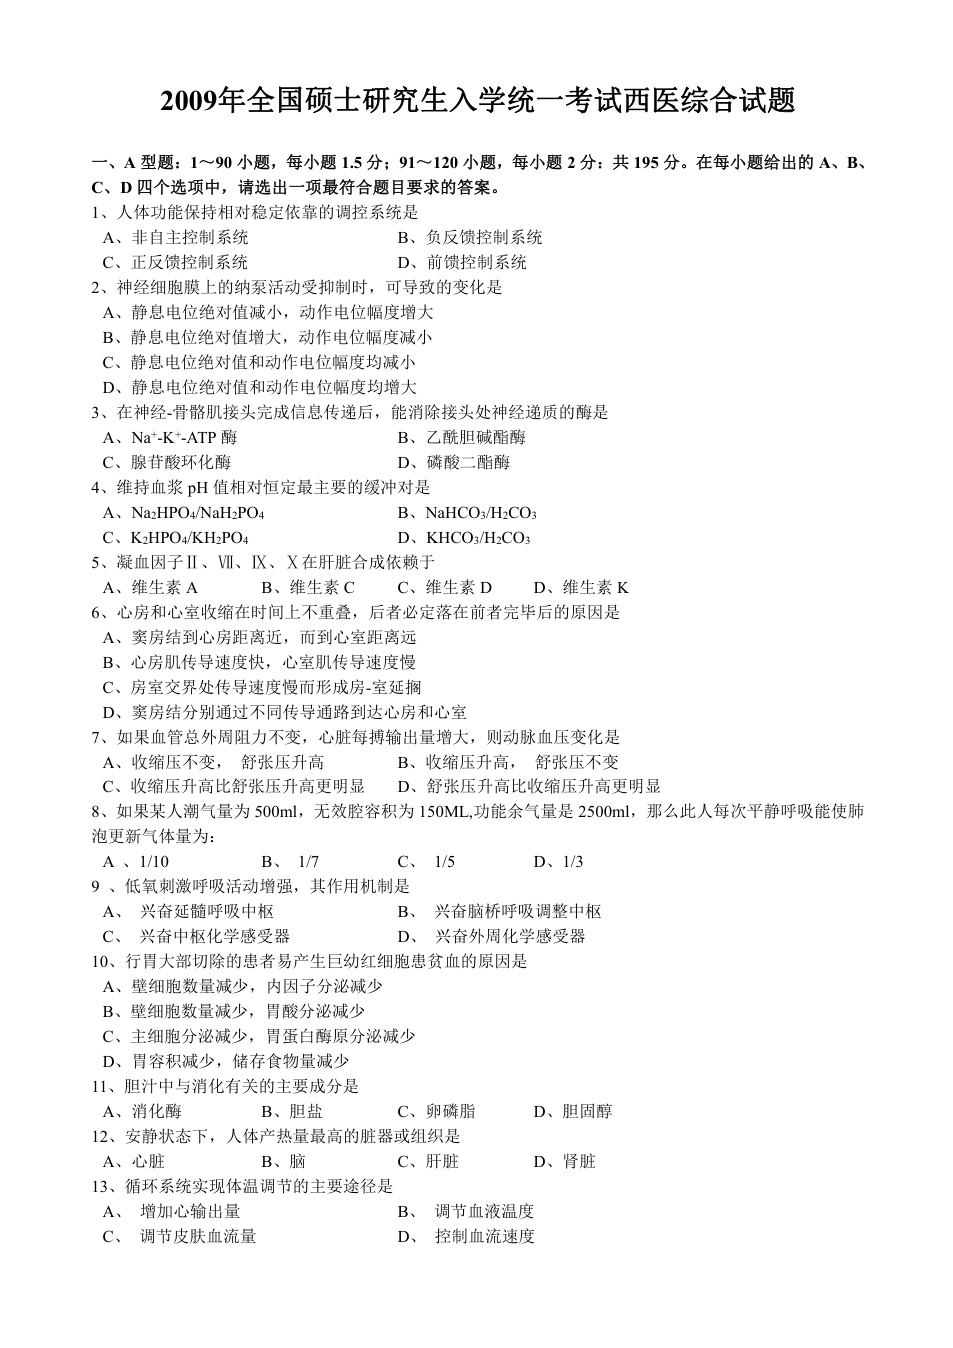 2009年全国硕士研究生入学统一考试西医综合试题
一、A 型题：1～90 小题，每小题 1.5 分；91～120 小题，每小题 2 分：共 195 分。在每小题给出的 A、B、
C、D 四个选项中，请选出一项最符合题目要求的答案。
1、人体功能保持相对稳定依靠的调控系统是
A、非自主控制系统 B、负反馈控制系统
C、正反馈控制系统 D、前馈控制系统
2、神经细胞膜上的纳泵活动受抑制时，可导致的变化是
A、静息电位绝对值减小，动作电位幅度增大
B、静息电位绝对值增大，动作电位幅度减小
C、静息电位绝对值和动作电位幅度均减小
D、静息电位绝对值和动作电位幅度均增大
3、在神经-骨骼肌接头完成信息传递后，能消除接头处神经递质的酶是
A、Na⁺-K⁺-ATP 酶 B、乙酰胆碱酯酶
C、腺苷酸环化酶 D、磷酸二酯酶
4、维持血浆 pH 值相对恒定最主要的缓冲对是
A、Na₂HPO₄/NaH₂PO₄ B、NaHCO₃/H₂CO₃
C、K₂HPO₄/KH₂PO₄ D、KHCO₃/H₂CO₃
5、凝血因子Ⅱ、Ⅶ、Ⅸ、Ⅹ在肝脏合成依赖于
A、维生素 A B、维生素 C C、维生素 D D、维生素 K
6、心房和心室收缩在时间上不重叠，后者必定落在前者完毕后的原因是
A、窦房结到心房距离近，而到心室距离远
B、心房肌传导速度快，心室肌传导速度慢
C、房室交界处传导速度慢而形成房-室延搁
D、窦房结分别通过不同传导通路到达心房和心室
7、如果血管总外周阻力不变，心脏每搏输出量增大，则动脉血压变化是
A、收缩压不变， 舒张压升高 B、收缩压升高， 舒张压不变
C、收缩压升高比舒张压升高更明显 D、舒张压升高比收缩压升高更明显
8、如果某人潮气量为 500ml，无效腔容积为 150ML,功能余气量是 2500ml，那么此人每次平静呼吸能使肺
泡更新气体量为：
A 、1/10 B、 1/7 C、 1/5 D、1/3
9 、低氧刺激呼吸活动增强，其作用机制是
A、 兴奋延髓呼吸中枢 B、 兴奋脑桥呼吸调整中枢
C、 兴奋中枢化学感受器 D、 兴奋外周化学感受器
10、行胃大部切除的患者易产生巨幼红细胞患贫血的原因是
A、壁细胞数量减少，内因子分泌减少
B、壁细胞数量减少，胃酸分泌减少
C、主细胞分泌减少，胃蛋白酶原分泌减少
D、胃容积减少，储存食物量减少
11、胆汁中与消化有关的主要成分是
A、消化酶 B、胆盐 C、卵磷脂 D、胆固醇
12、安静状态下，人体产热量最高的脏器或组织是
A、心脏 B、脑 C、肝脏 D、肾脏
13、循环系统实现体温调节的主要途径是
A、 增加心输出量 B、 调节血液温度
C、 调节皮肤血流量 D、 控制血流速度